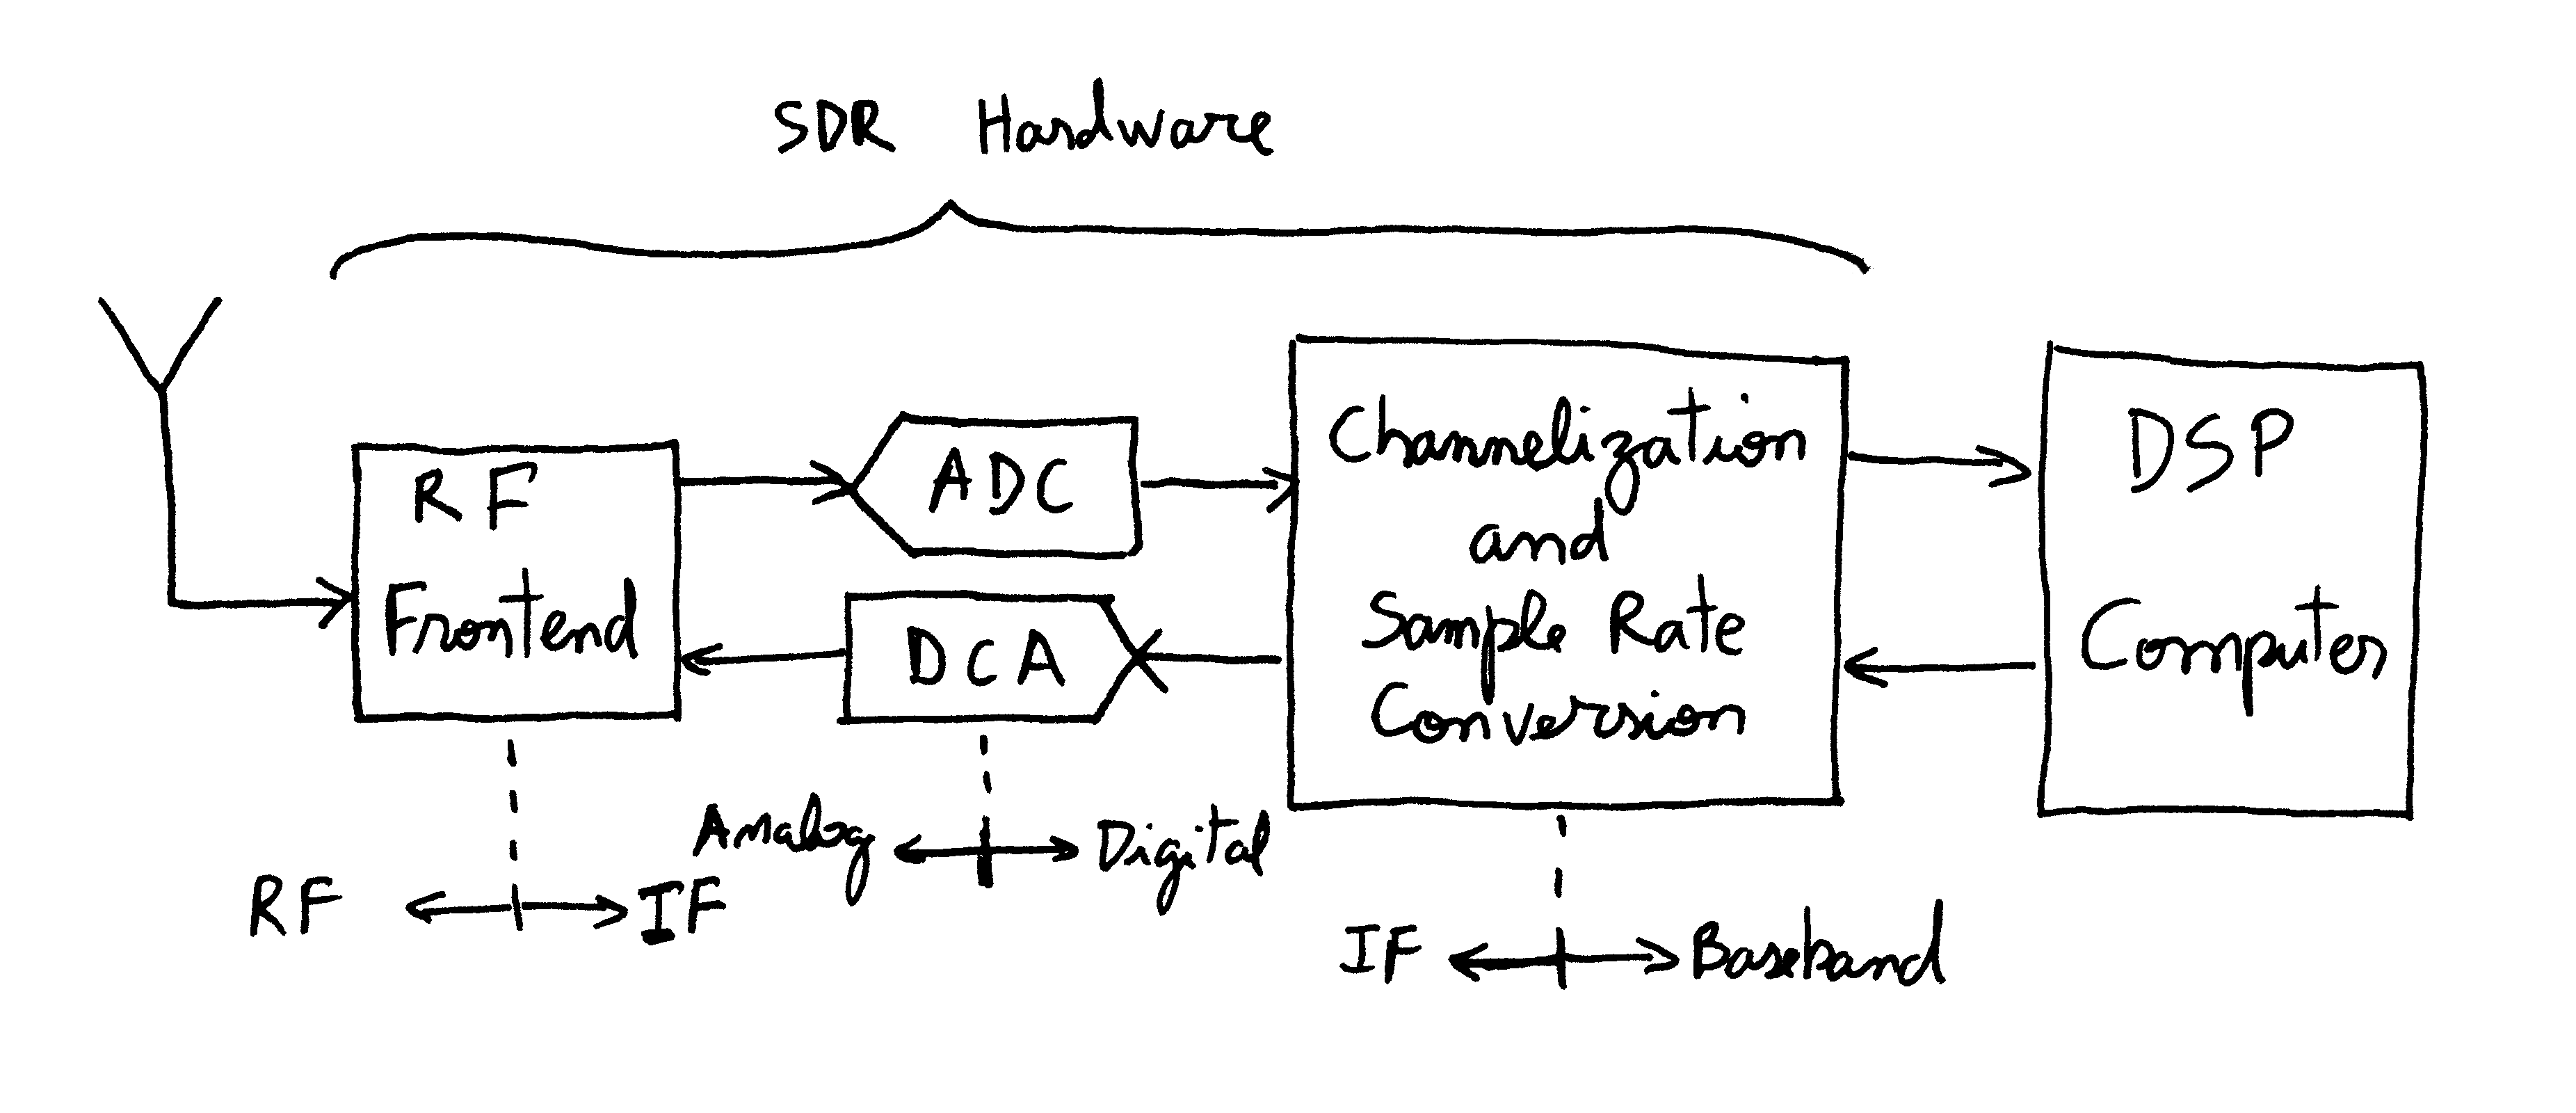 SDR Hardware
RF
Frontend
ADC
DCA
Channelization
and
Sample Rate
Conversion
DSP
Computer
RF
IF
Analog
Digital
IF
Baseband